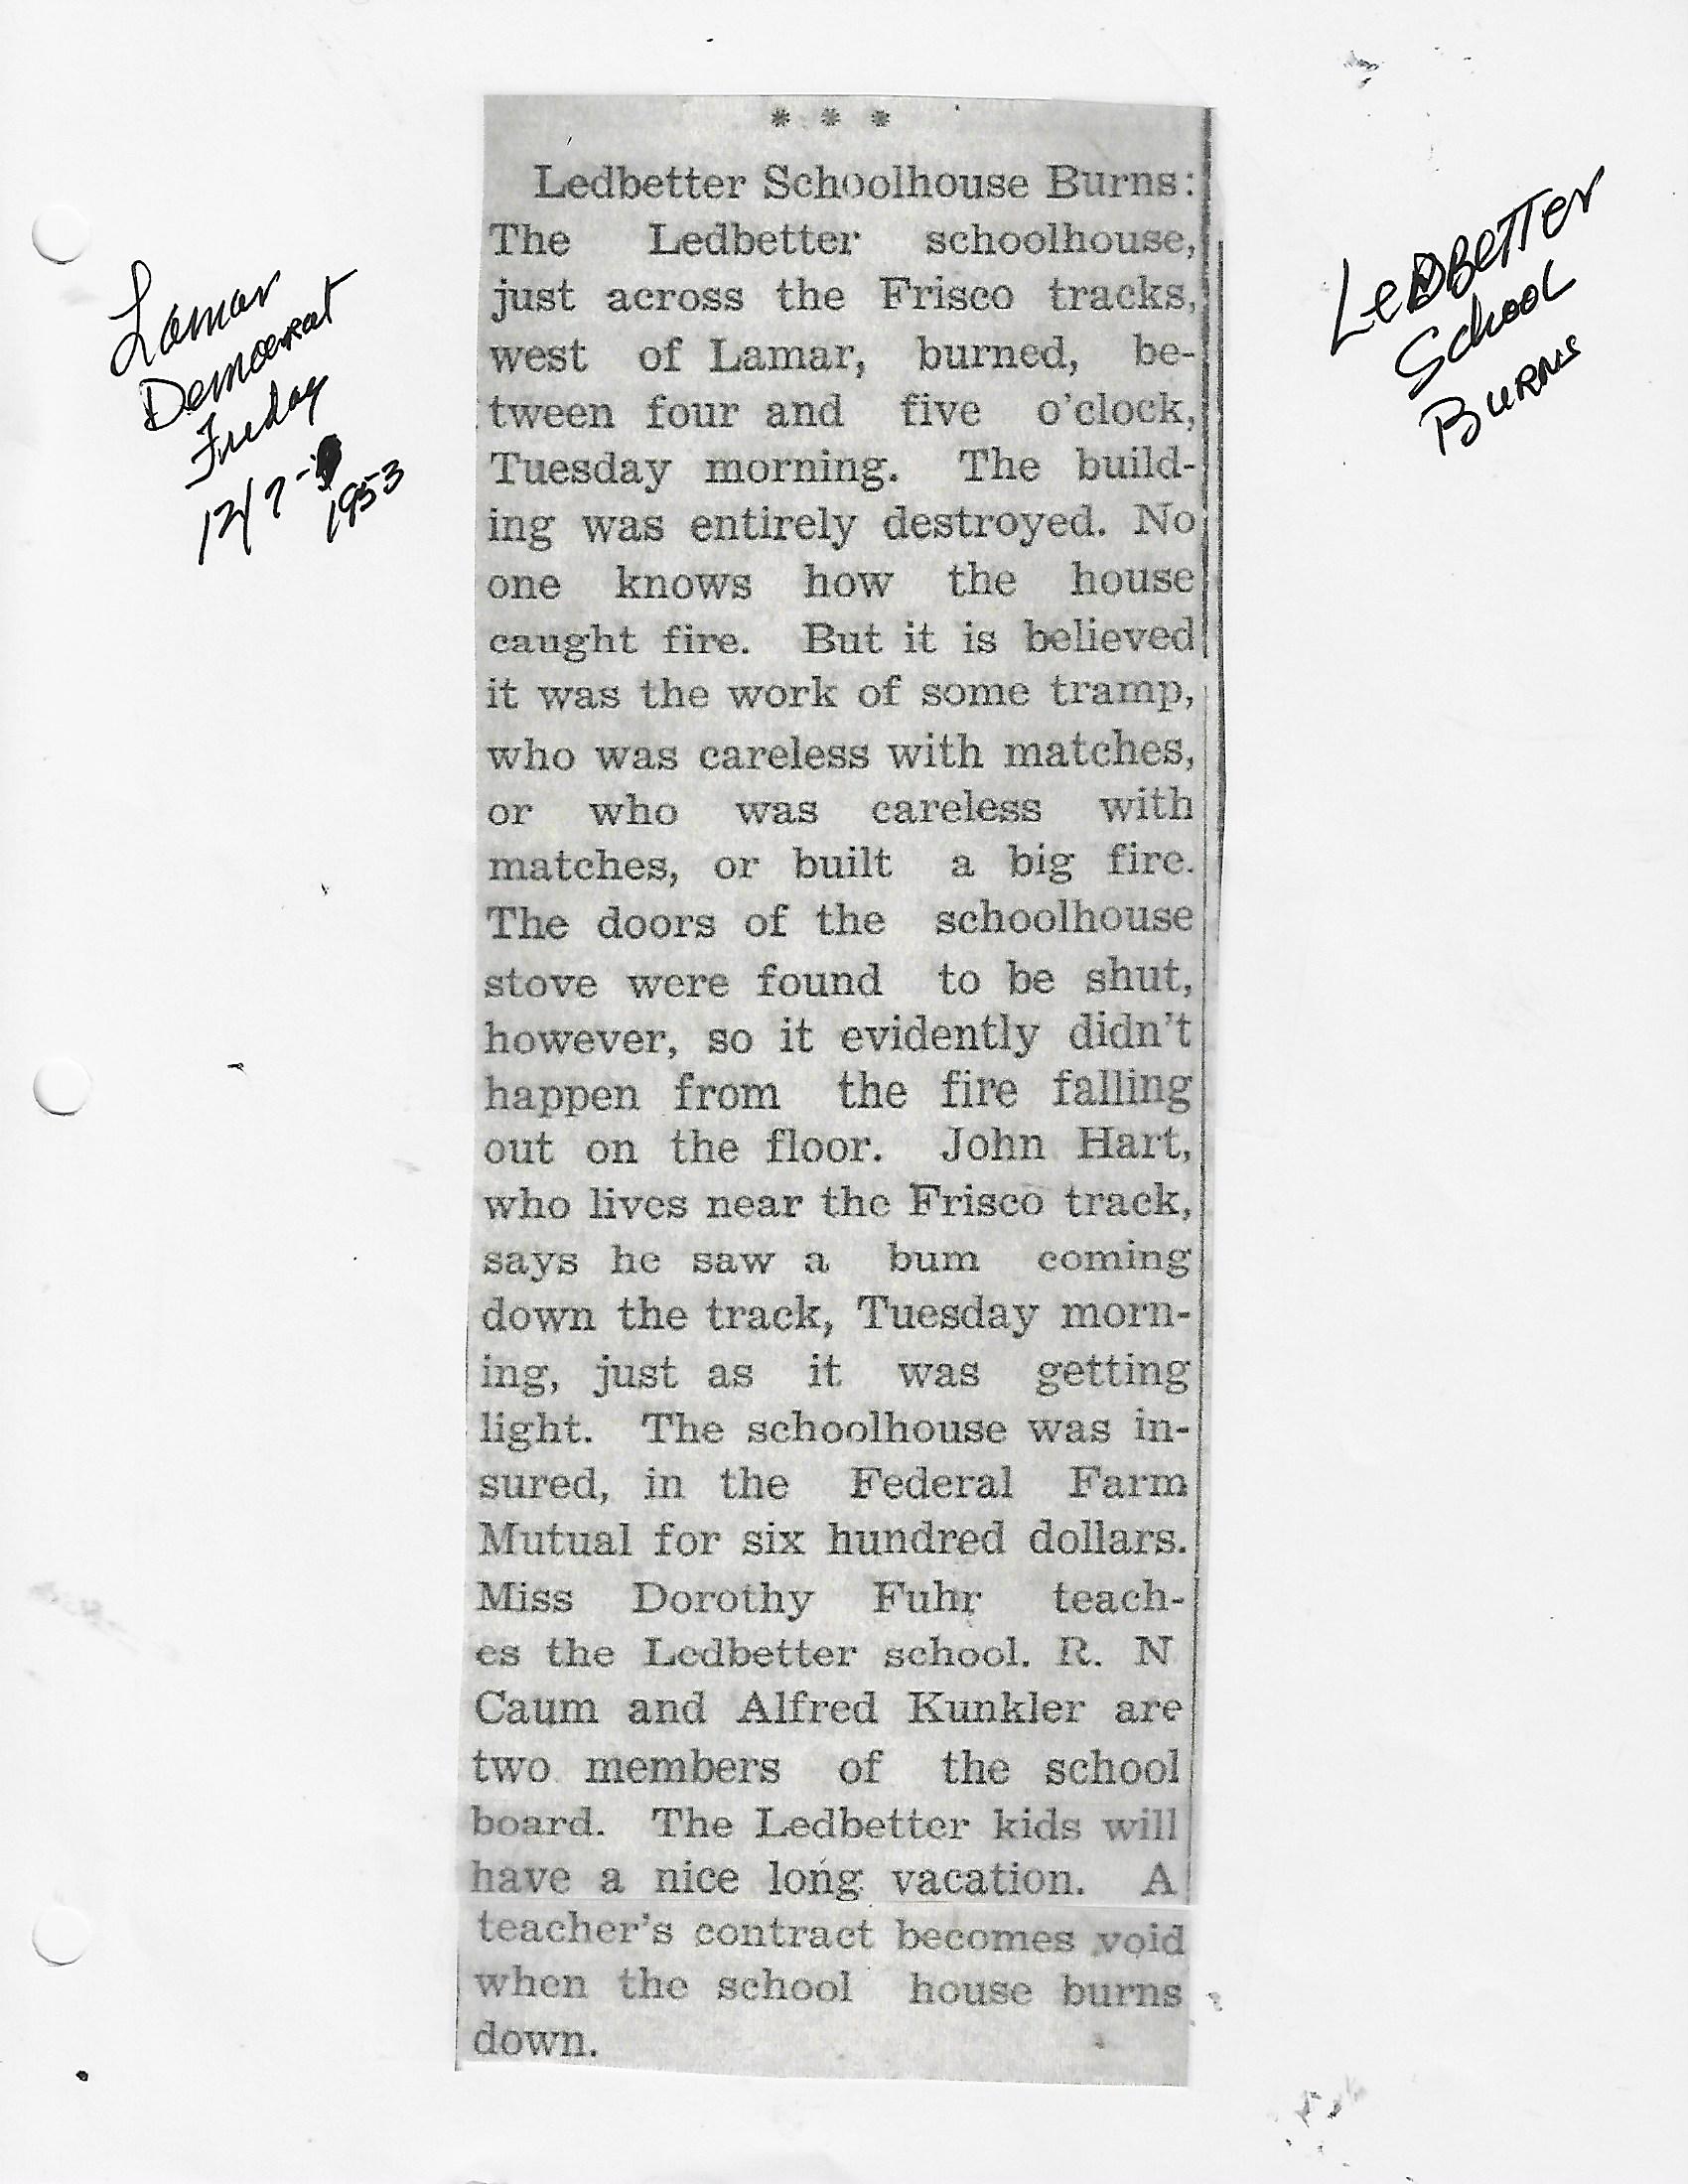 Lamar
Democrat
Friday
12/7-
1953
LEDBETTER
School
BURNS
* * *
Ledbetter Schoolhouse Burns:
The Ledbetter schoolhouse,
just across the Frisco tracks,
west of Lamar, burned, be-
tween four and five o'clock,
Tuesday morning. The build-
ing was entirely destroyed. No
one knows how the house
caught fire. But it is believed
it was the work of some tramp,
who was careless with matches,
or who was careless with
matches, or built a big fire.
The doors of the schoolhouse
stove were found to be shut,
however, so it evidently didn't
happen from the fire falling
out on the floor. John Hart,
who lives near the Frisco track,
says he saw a bum coming
down the track, Tuesday morn-
ing, just as it was getting
light. The schoolhouse was in-
sured, in the Federal Farm
Mutual for six hundred dollars.
Miss Dorothy Fuhr teach-
es the Ledbetter school. R. N
Caum and Alfred Kunkler are
two members of the school
board. The Ledbetter kids will
have a nice long vacation. A
teacher's contract becomes void
when the school house burns
down.